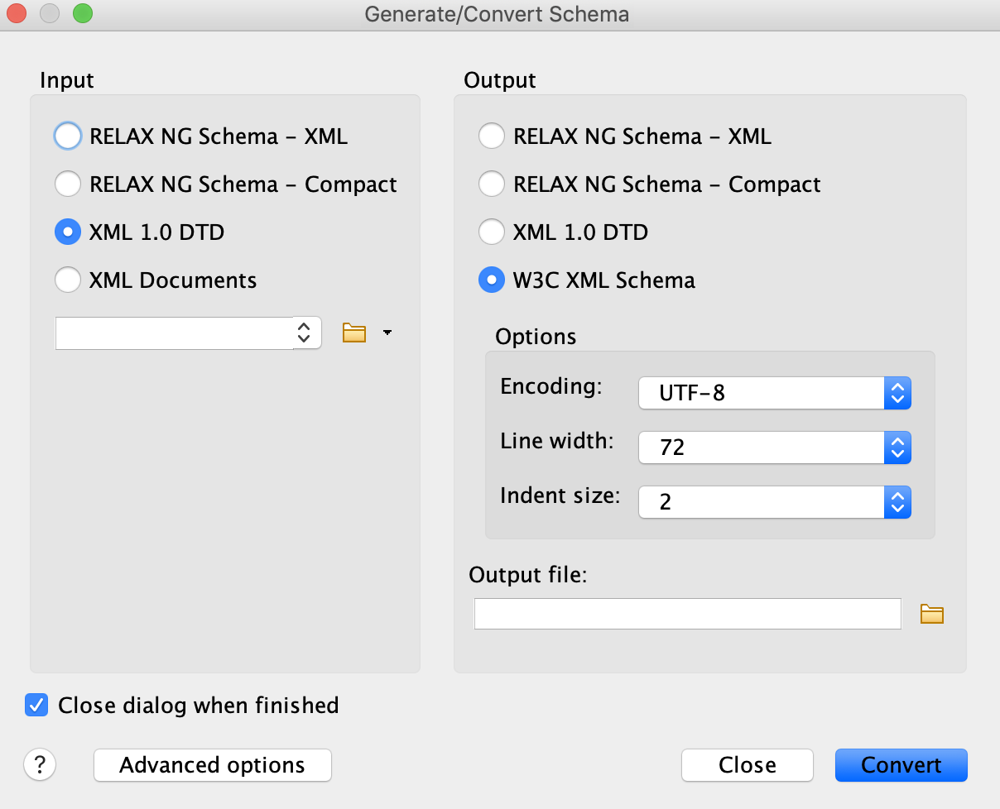 Generate/Convert Schema
Input
RELAX NG Schema – XML
RELAX NG Schema – Compact
XML 1.0 DTD
XML Documents
Output
RELAX NG Schema – XML
RELAX NG Schema – Compact
XML 1.0 DTD
W3C XML Schema
Options
Encoding: UTF–8
Line width: 72
Indent size: 2
Output file:
Close dialog when finished
? Advanced options Close Convert